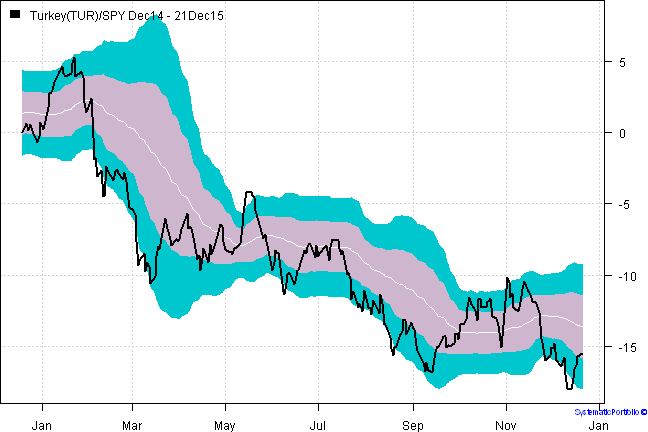 Turkey(TUR)/SPY Dec14 - 21Dec15
5
0
-5
-10
-15
SystematicPortfolio ©
Jan Mar May Jul Sep Nov Jan